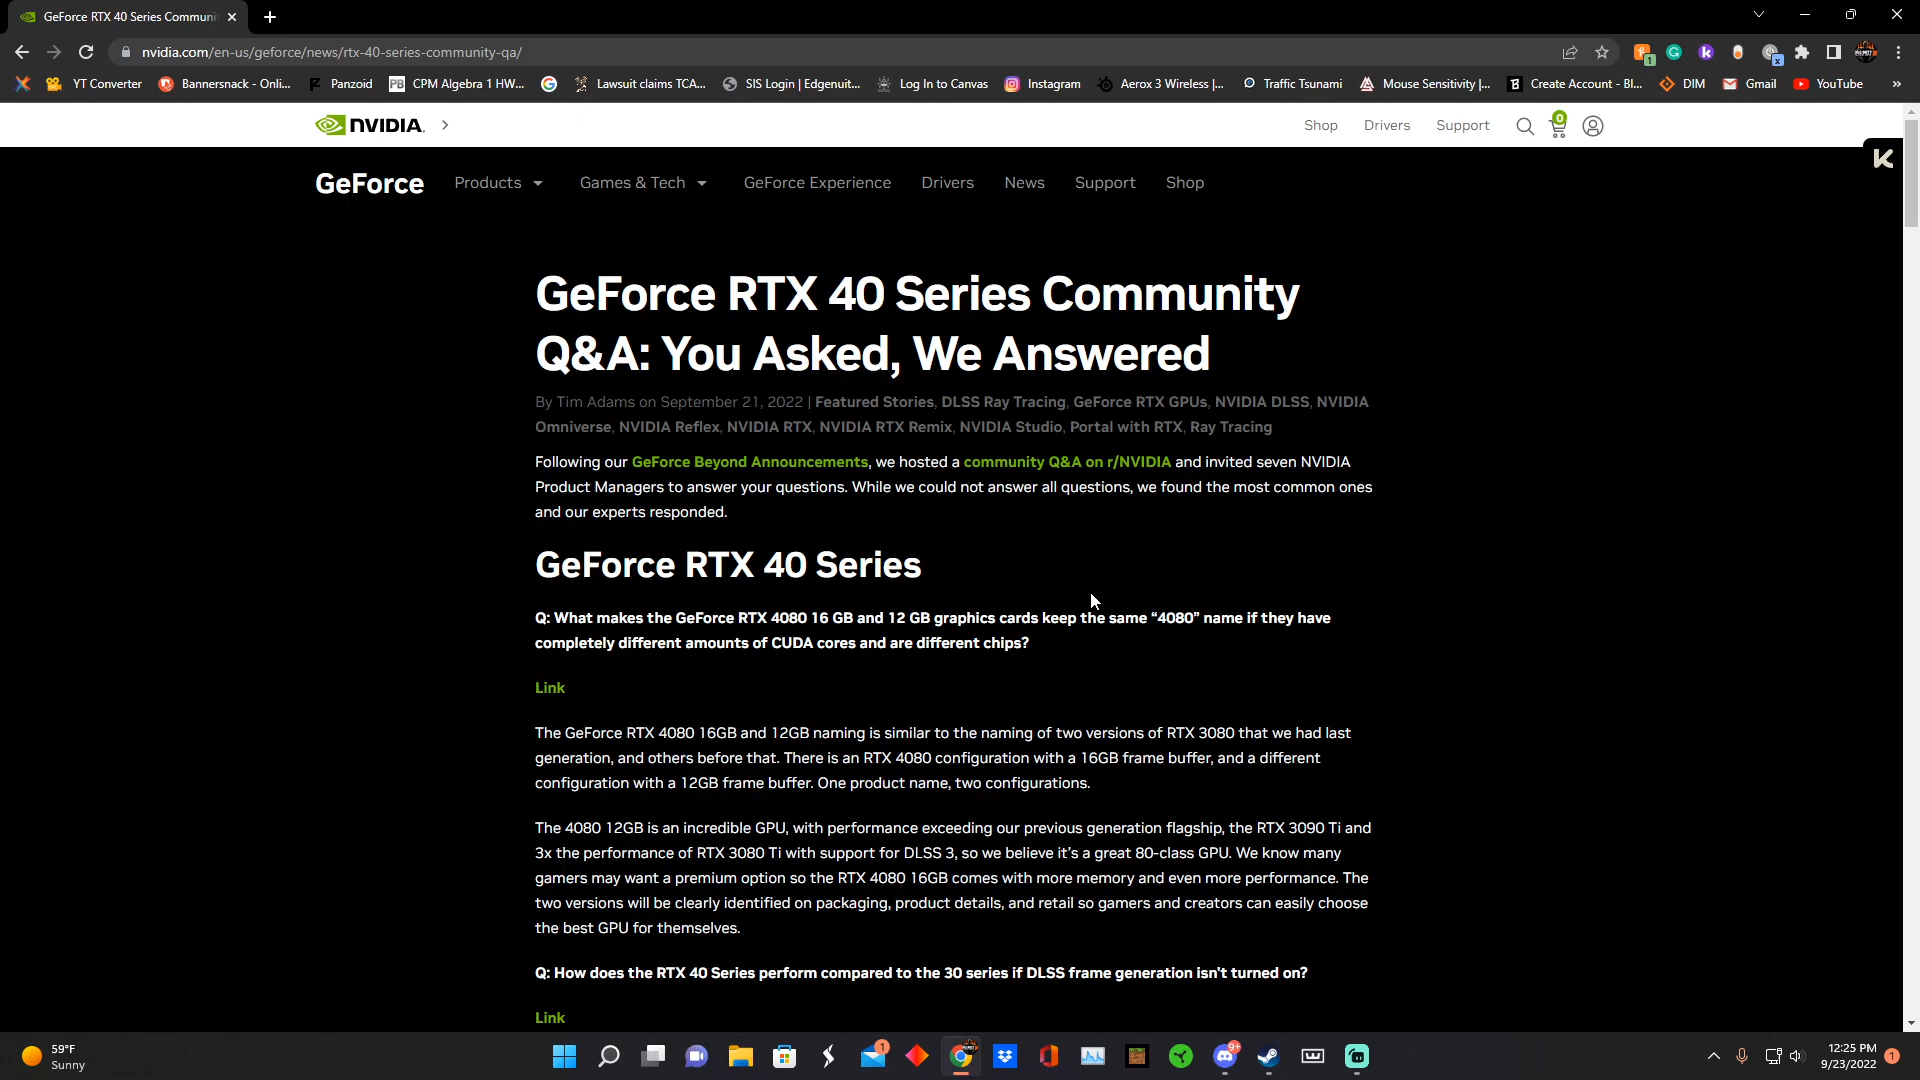 GeForce RTX 40 Series Communi
nvidia.com/en-us/geforce/news/rtx-40-series-community-qa/
1
x
YT Converter
Bannersnack - Onli...
Panzoid
PB
CPM Algebra 1 HW...
Lawsuit claims TCA...
SIS Login | Edgenuit...
Log In to Canvas
Instagram
Aerox 3 Wireless |...
Traffic Tsunami
Mouse Sensitivity |...
Create Account - Bl...
DIM
Gmail
YouTube
»
NVIDIA.
Shop
Drivers
Support
0
GeForce
Products
Games & Tech
GeForce Experience
Drivers
News
Support
Shop
K
GeForce RTX 40 Series Community
Q&A: You Asked, We Answered
By Tim Adams on September 21, 2022 | Featured Stories, DLSS Ray Tracing, GeForce RTX GPUs, NVIDIA DLSS, NVIDIA
Omniverse, NVIDIA Reflex, NVIDIA RTX, NVIDIA RTX Remix, NVIDIA Studio, Portal with RTX, Ray Tracing
Following our GeForce Beyond Announcements, we hosted a community Q&A on r/NVIDIA and invited seven NVIDIA
Product Managers to answer your questions. While we could not answer all questions, we found the most common ones
and our experts responded.
GeForce RTX 40 Series
Q: What makes the GeForce RTX 4080 16 GB and 12 GB graphics cards keep the same “4080” name if they have
completely different amounts of CUDA cores and are different chips?
Link
The GeForce RTX 4080 16GB and 12GB naming is similar to the naming of two versions of RTX 3080 that we had last
generation, and others before that. There is an RTX 4080 configuration with a 16GB frame buffer, and a different
configuration with a 12GB frame buffer. One product name, two configurations.
The 4080 12GB is an incredible GPU, with performance exceeding our previous generation flagship, the RTX 3090 Ti and
3x the performance of RTX 3080 Ti with support for DLSS 3, so we believe it's a great 80-class GPU. We know many
gamers may want a premium option so the RTX 4080 16GB comes with more memory and even more performance. The
two versions will be clearly identified on packaging, product details, and retail so gamers and creators can easily choose
the best GPU for themselves.
Q: How does the RTX 40 Series perform compared to the 30 series if DLSS frame generation isn't turned on?
Link
59°F
Sunny
1
9+
12:25 PM
9/23/2022
1